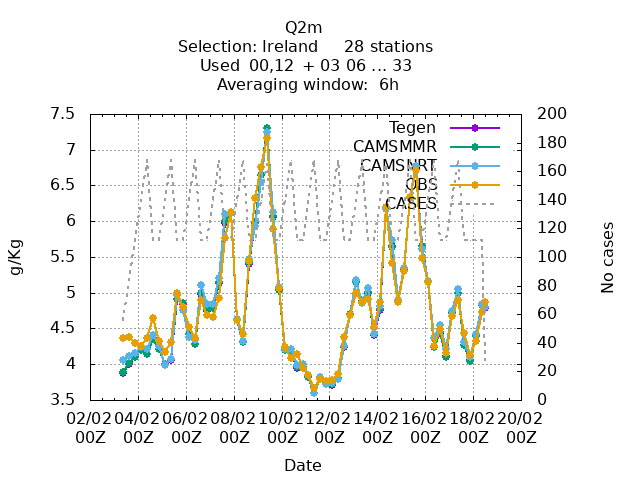 Q2m
Selection: Ireland 28 stations
Used 00,12 + 03 06 ... 33
Averaging window: 6h
7.5
7
6.5
6
5.5
5
4.5
4
3.5
g/Kg
200
180
160
140
120
100
80
60
40
20
0
No cases
Tegen
CAMSMMR
CAMSNRT
OBS
CASES
02/02 04/02 06/02 08/02 10/02 12/02 14/02 16/02 18/02 20/02
00Z 00Z 00Z 00Z 00Z 00Z 00Z 00Z 00Z 00Z
Date